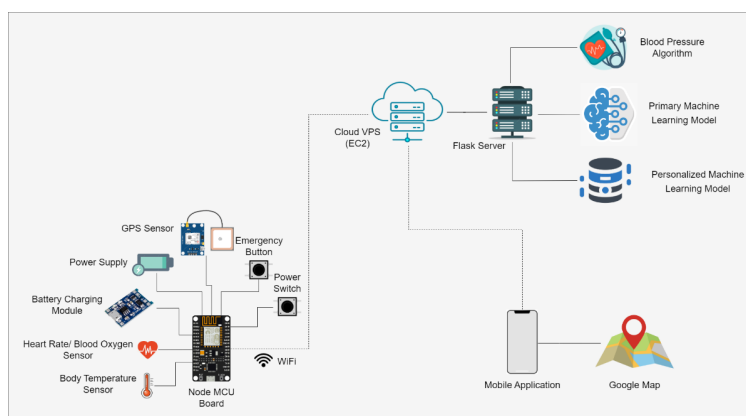 Blood Pressure
Algorithm
Primary Machine
Learning Model
Cloud VPS
(EC2)
Flask Server
Personalized Machine
Learning Model
GPS Sensor
Emergency
Button
Power Supply
Power
Switch
Battery Charging
Module
Heart Rate/ Blood Oxygen
Sensor
WiFi
Body Temperature
Sensor
Node MCU
Board
Mobile Application
Google Map